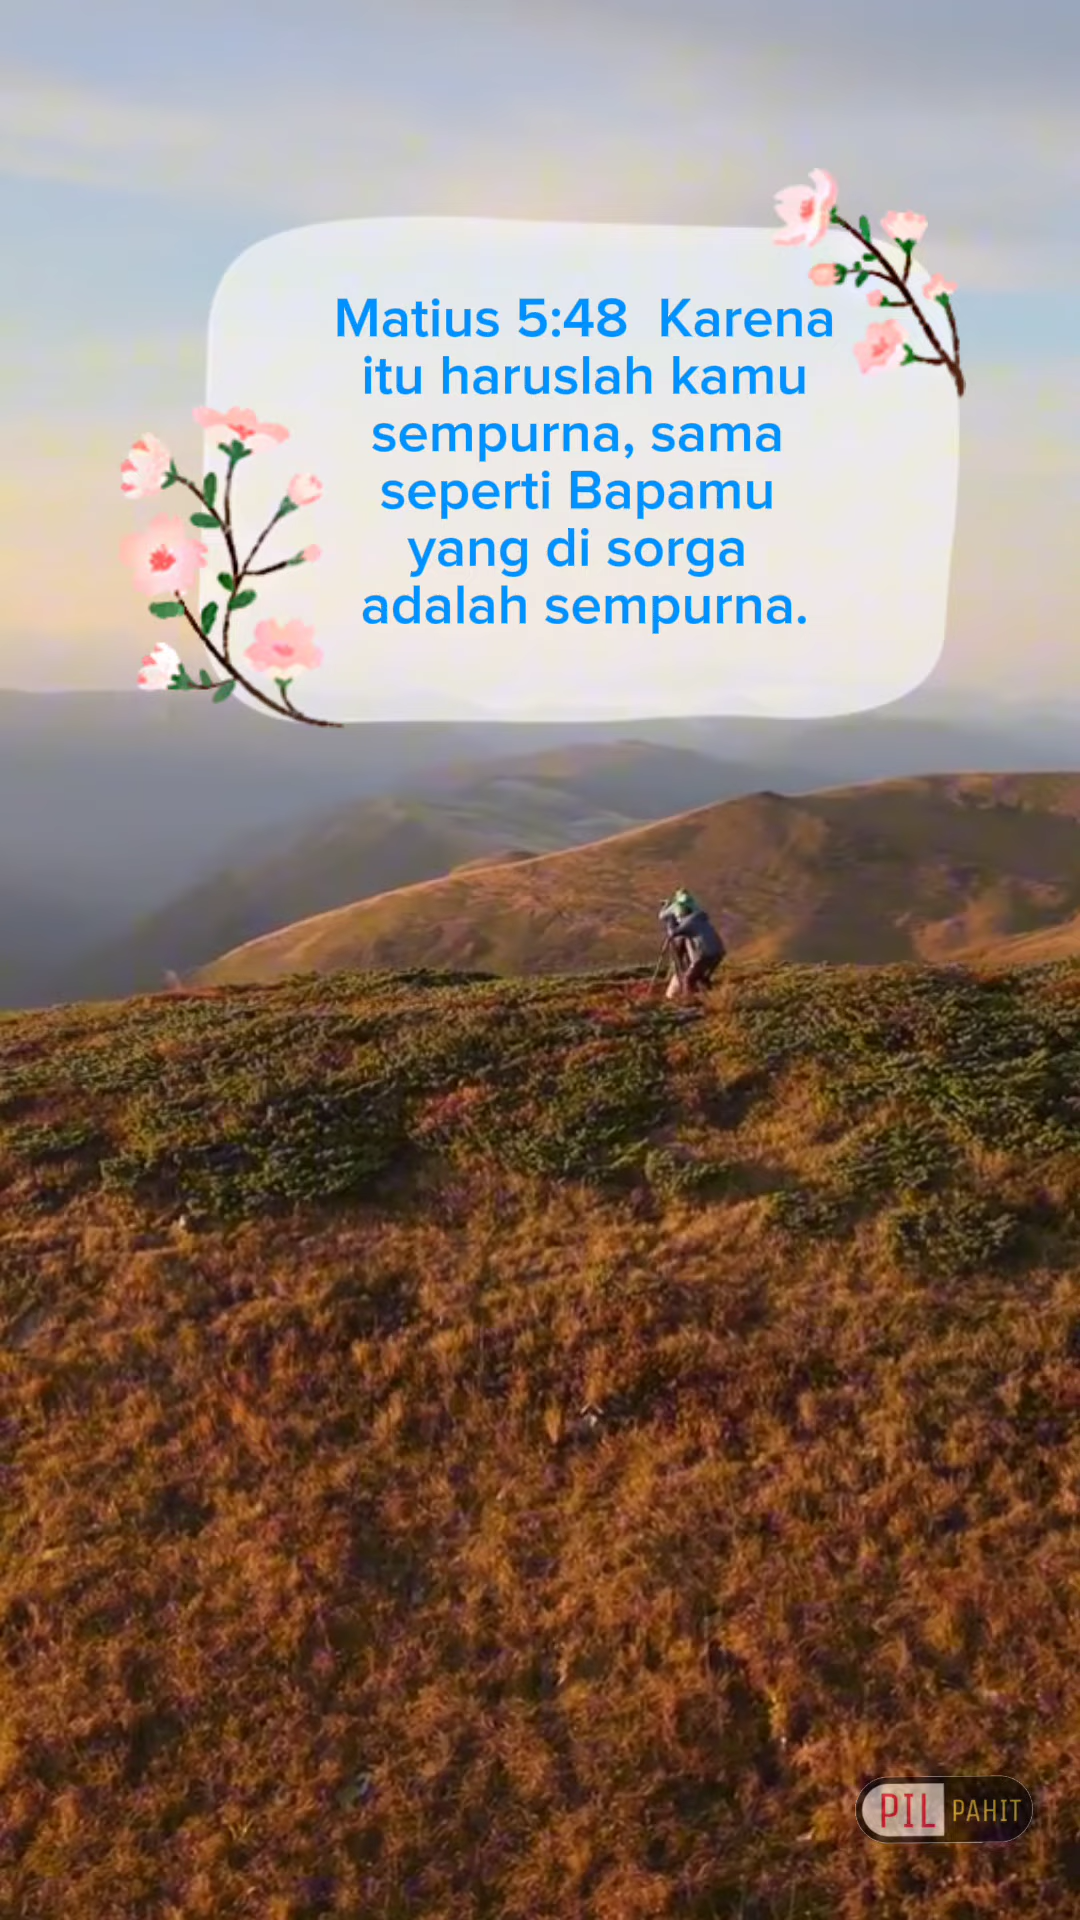 Matius 5:48  Karena
itu haruslah kamu
sempurna, sama
seperti Bapamu
yang di sorga
adalah sempurna.
PIL PAHIT